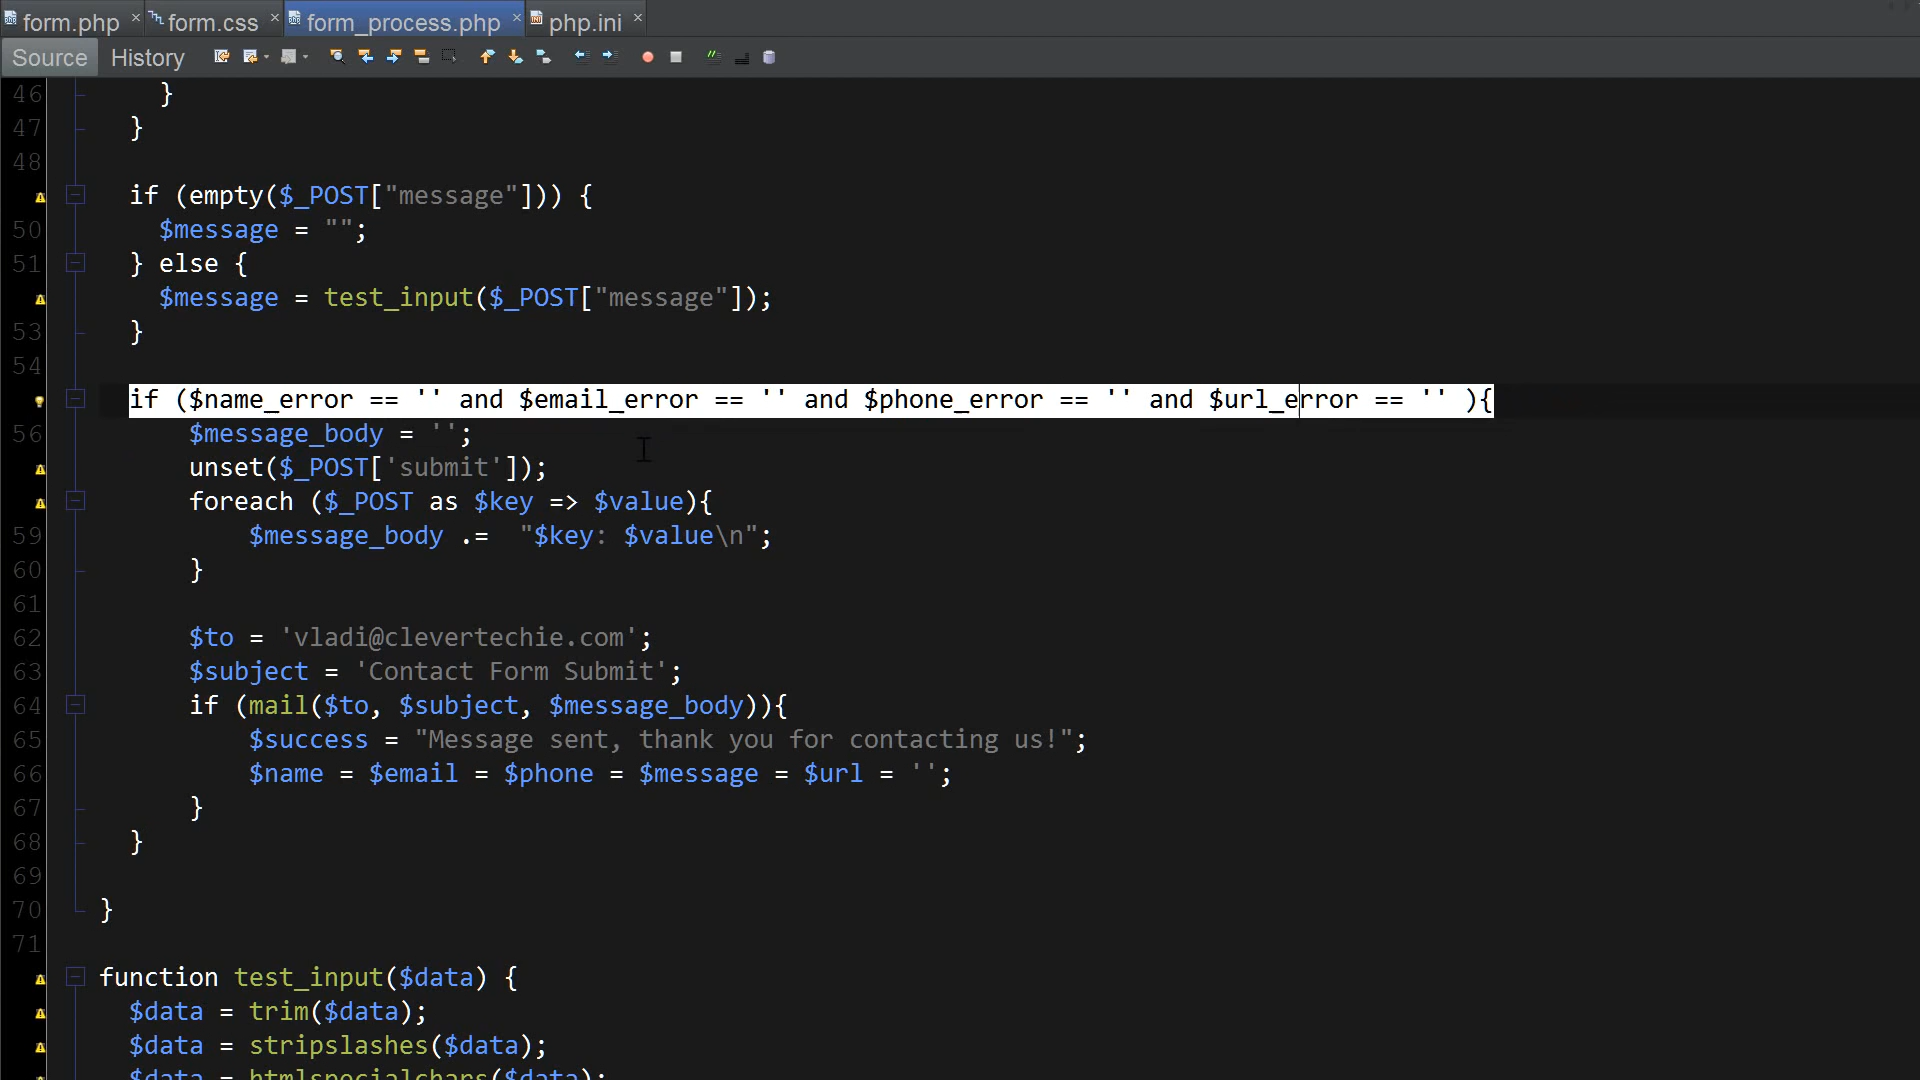 form.php × form.css × form_process.php × php.ini ×
Source History
46 }
47 }
48
if (empty($_POST["message"])) {
50 $message = "";
51 } else {
$message = test_input($_POST["message"]);
53 }
54
if ($name_error == '' and $email_error == '' and $phone_error == '' and $url_error == '' ){
56 $message_body = '';
unset($_POST['submit']);
foreach ($_POST as $key => $value){
59 $message_body .=  "$key: $value\n";
60 }
61
62 $to = 'vladi@clevertechie.com';
63 $subject = 'Contact Form Submit';
64 if (mail($to, $subject, $message_body)){
65 $success = "Message sent, thank you for contacting us!";
66 $name = $email = $phone = $message = $url = '';
67 }
68 }
69
70 }
71
function test_input($data) {
$data = trim($data);
$data = stripslashes($data);
$data = htmlspecialchars($data);